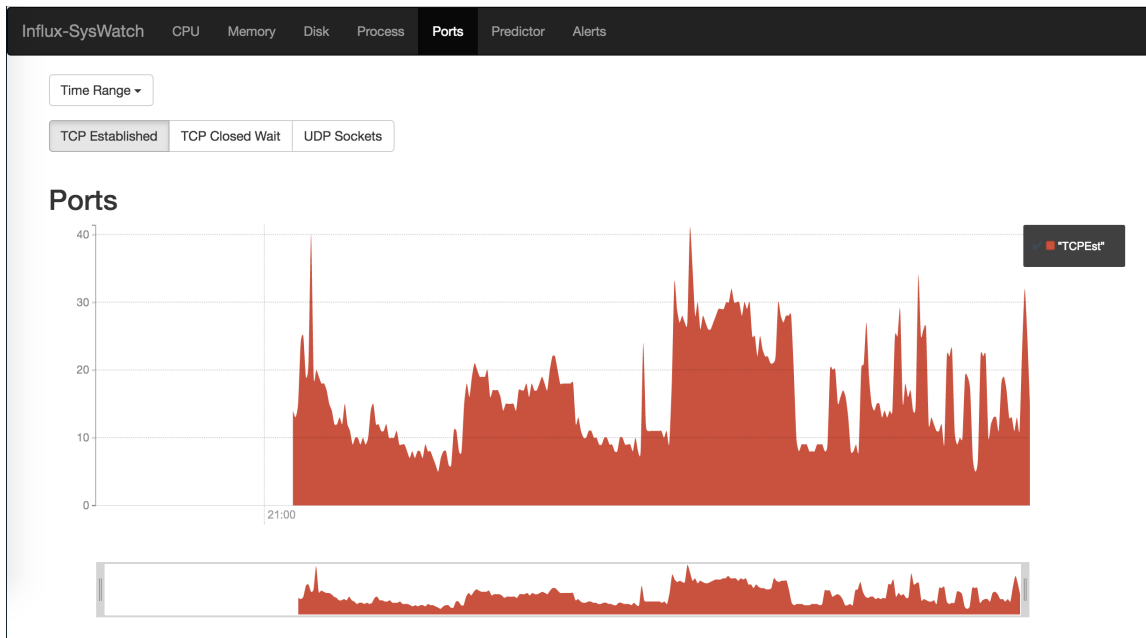 Influx-SysWatch CPU Memory Disk Process Ports Predictor Alerts
Time Range
TCP Established TCP Closed Wait UDP Sockets
Ports
40
"TCPEst"
30
20
10
0
21:00